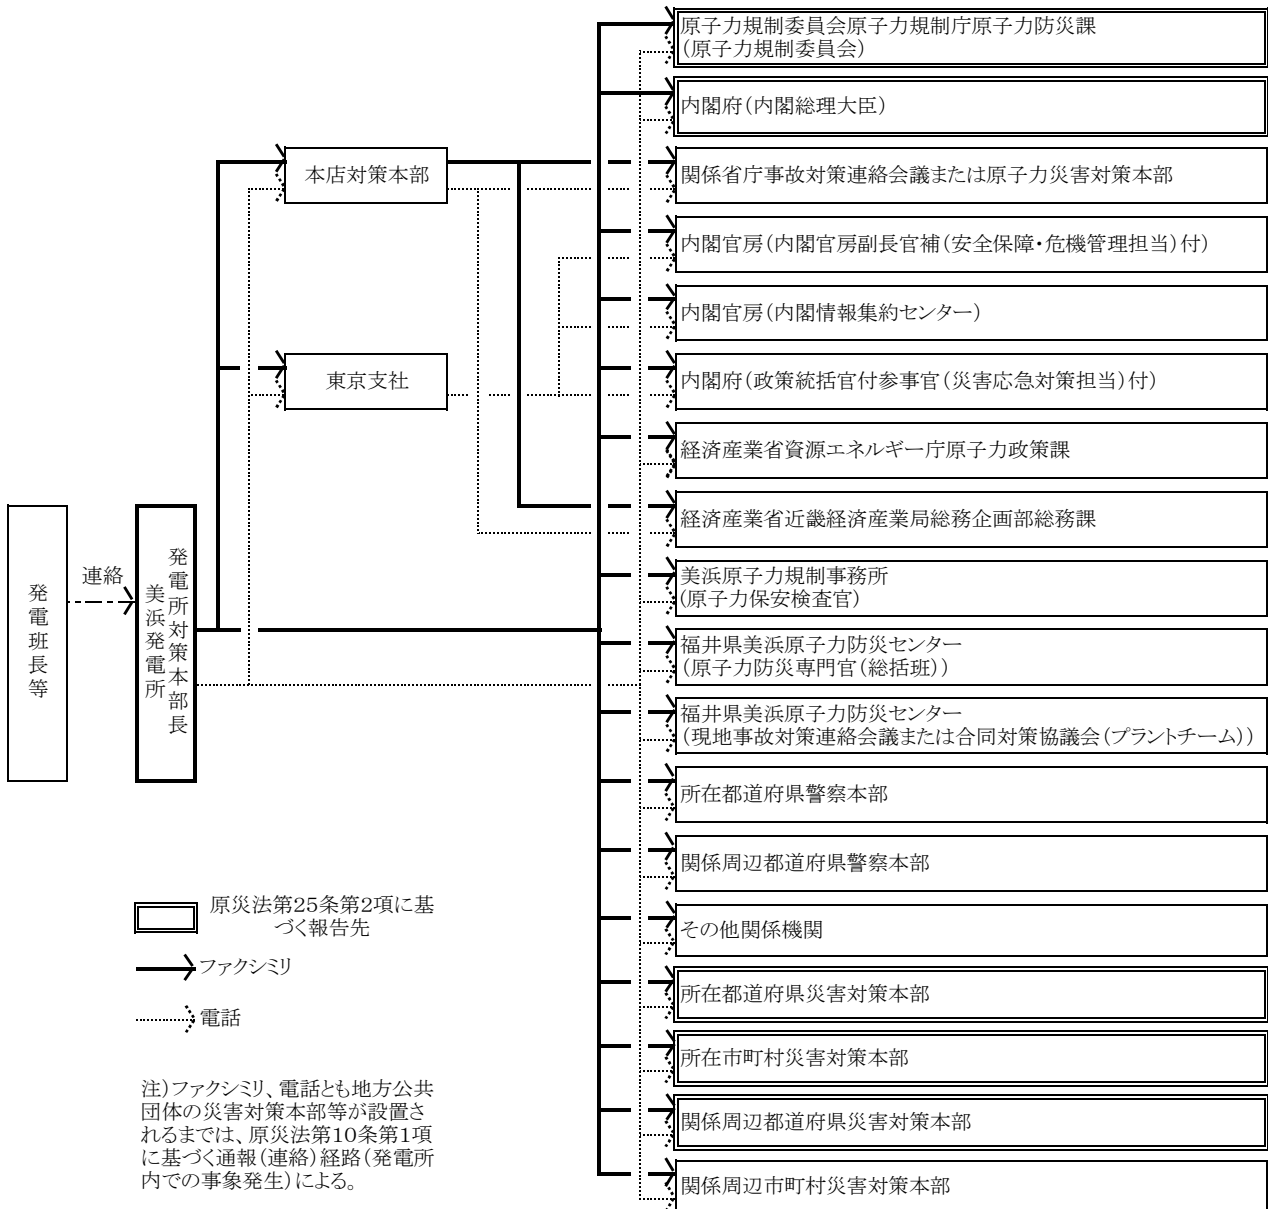 原子力規制委員会原子力規制庁原子力防災課
(原子力規制委員会)
内閣府(内閣総理大臣)
本店対策本部
関係省庁事故対策連絡会議または原子力災害対策本部
内閣官房(内閣官房副長官補(安全保障・危機管理担当)付)
内閣官房(内閣情報集約センター)
東京支社
内閣府(政策統括官付参事官(災害応急対策担当)付)
経済産業省資源エネルギー庁原子力政策課
経済産業省近畿経済産業局総務企画部総務課
発電班長等
連絡
発電所対策本部長
美浜発電所
美浜原子力規制事務所
(原子力保安検査官)
福井県美浜原子力防災センター
(原子力防災専門官(総括班))
福井県美浜原子力防災センター
(現地事故対策連絡会議または合同対策協議会(プラントチーム))
所在都道府県警察本部
関係周辺都道府県警察本部
その他関係機関
所在都道府県災害対策本部
所在市町村災害対策本部
関係周辺都道府県災害対策本部
関係周辺市町村災害対策本部
原災法第25条第2項に基
づく報告先
ファクシミリ
電話
注)ファクシミリ、電話とも地方公共
団体の災害対策本部等が設置さ
れるまでは、原災法第10条第1項
に基づく通報(連絡)経路(発電所
内での事象発生)による。